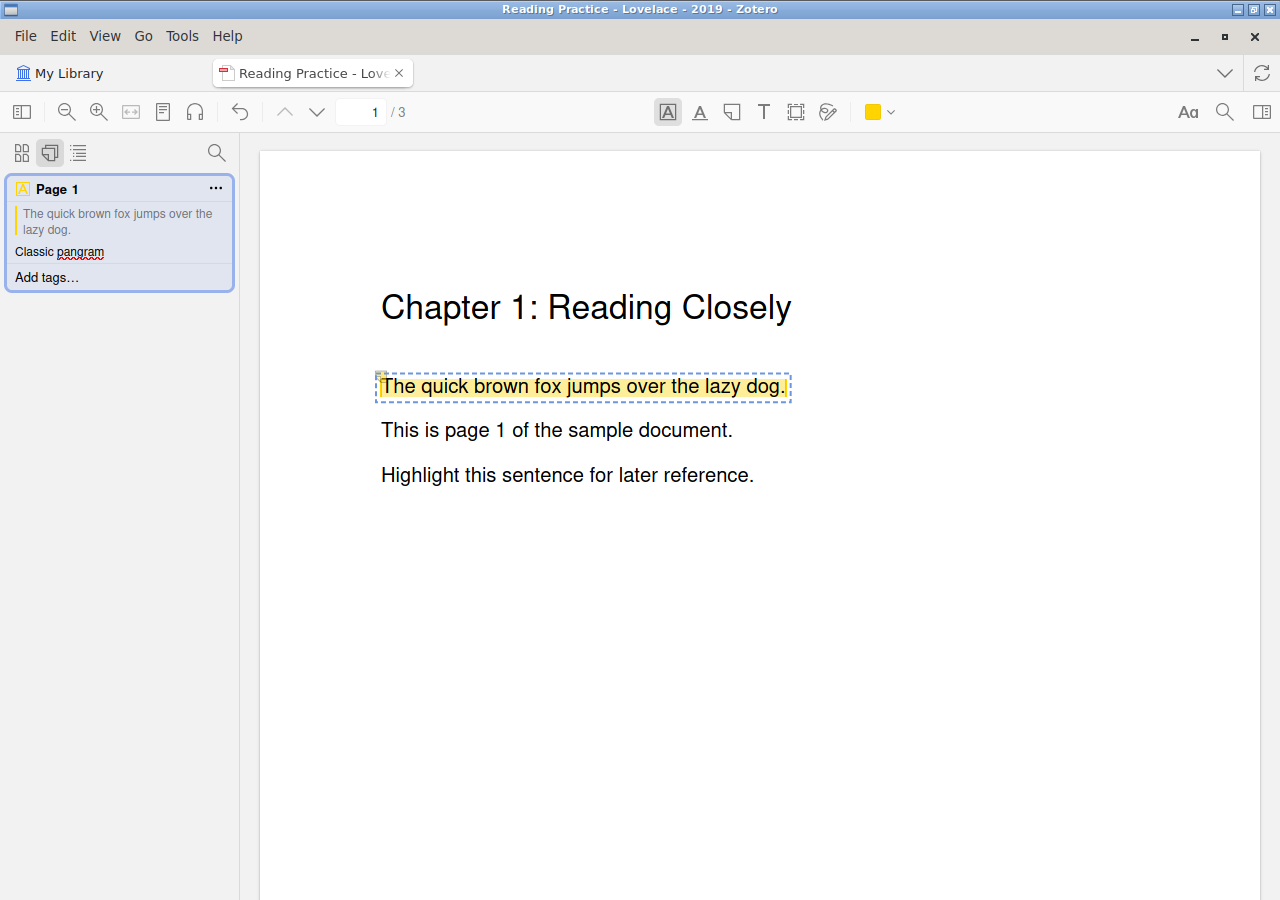 Reading Practice - Lovelace - 2019 - Zotero
File Edit View Go Tools Help
My Library
Reading Practice - Love
1 / 3
Aa
Page 1
The quick brown fox jumps over the
lazy dog.
Classic pangram
Add tags…
Chapter 1: Reading Closely
The quick brown fox jumps over the lazy dog.
This is page 1 of the sample document.
Highlight this sentence for later reference.